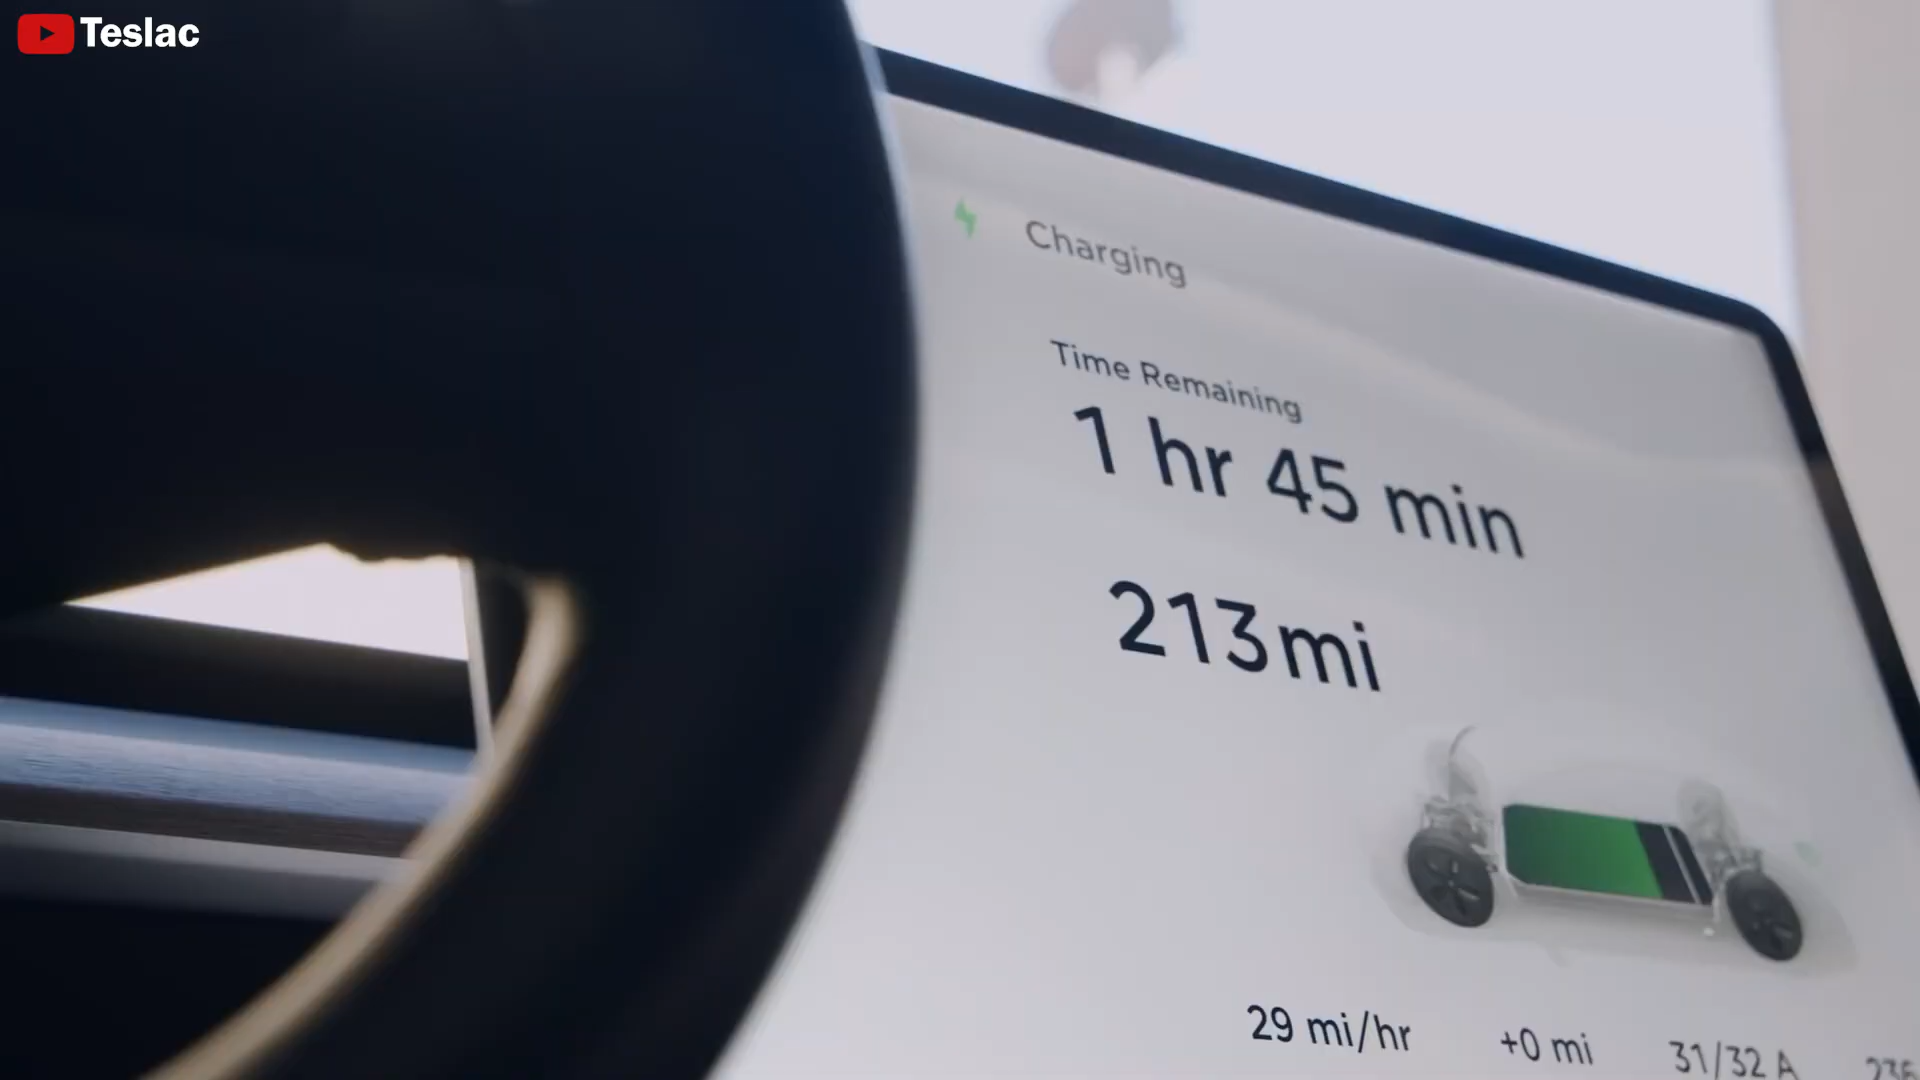 Teslac
Charging
Time Remaining
1 hr 45 min
213 mi
29 mi/hr
+0 mi
31/32 A